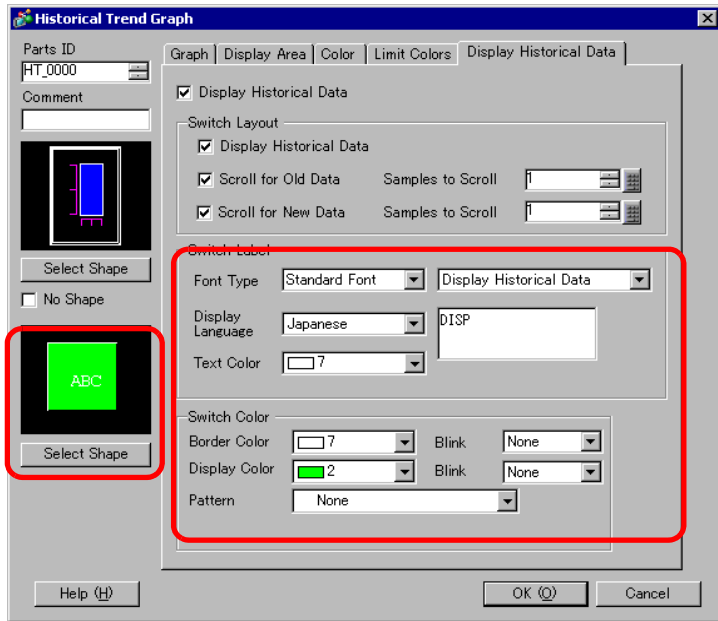 Historical Trend Graph
Parts ID
HT_0000
Comment
Select Shape
No Shape
ABC
Select Shape
Graph Display Area Color Limit Colors Display Historical Data
Display Historical Data
Switch Layout
Display Historical Data
Scroll for Old Data Samples to Scroll 1
Scroll for New Data Samples to Scroll 1
Switch Label
Font Type Standard Font Display Historical Data
Display
Language Japanese DISP
Text Color 7
Switch Color
Border Color 7 Blink None
Display Color 2 Blink None
Pattern None
Help (H) OK (O) Cancel